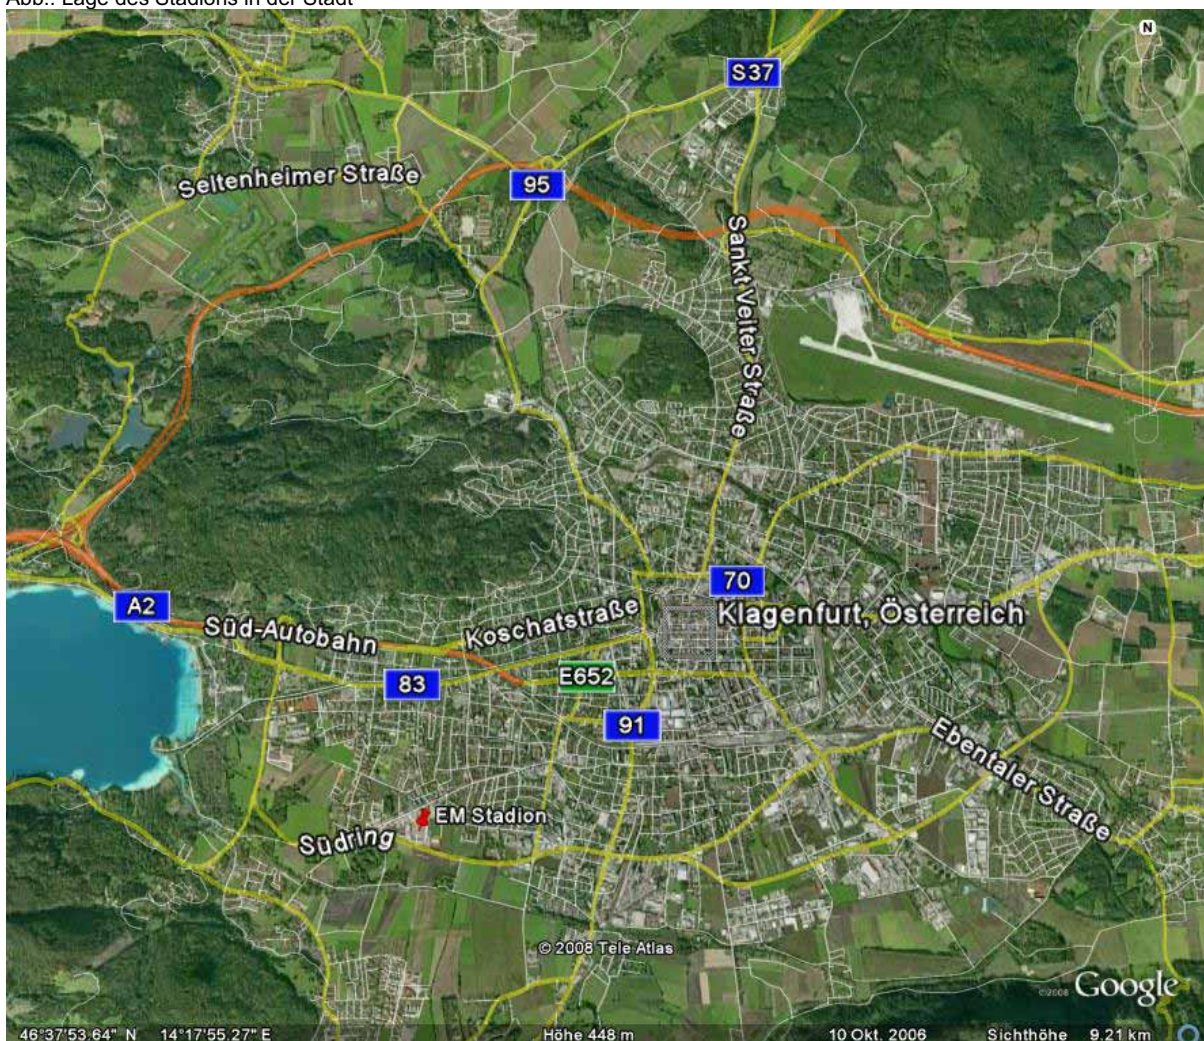 Abb.: Lage des Stadions in der Stadt
N
S37
Seltenheimer Straße
95
Sankt Veiter Straße
70
A2
Klagenfurt, Österreich
Koschatstraße
Süd-Autobahn
E652
83
91
Ebentaler Straße
EM Stadion
Südring
© 2008 Tele Atlas
©2008 Google
46°37'53.64" N 14°17'55.27" E Höhe 448 m 10 Okt. 2006 Sichthöhe 9.21 km